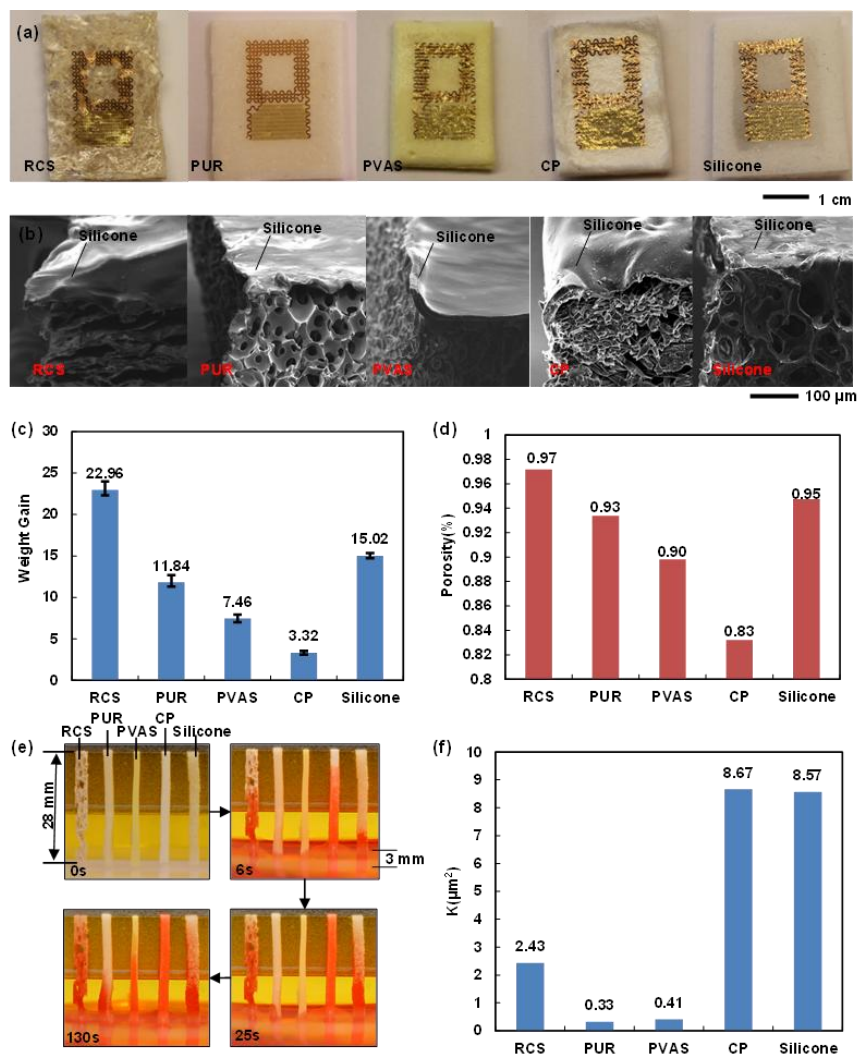 (a)
RCS PUR PVAS CP Silicone
1 cm
(b)
Silicone Silicone Silicone Silicone Silicone
RCS PUR PVAS CP Silicone
100 µm
(c)
Weight Gain
30
25
20
15
10
5
0
22.96
11.84
7.46
3.32
15.02
RCS PUR PVAS CP Silicone
(d)
Porosity(%)
1
0.96
0.92
0.9
0.88
0.86
0.84
0.82
0.8
0.97
0.93
0.90
0.83
0.95
RCS PUR PVAS CP Silicone
(e)
PUR CP
RCS PVAS Silicone
28 mm
0s
6s
3 mm
130s
25s
(f)
K(µm²)
10
9
8
7
6
5
4
3
2
1
0
2.43
0.33
0.41
8.67
8.57
RCS PUR PVAS CP Silicone